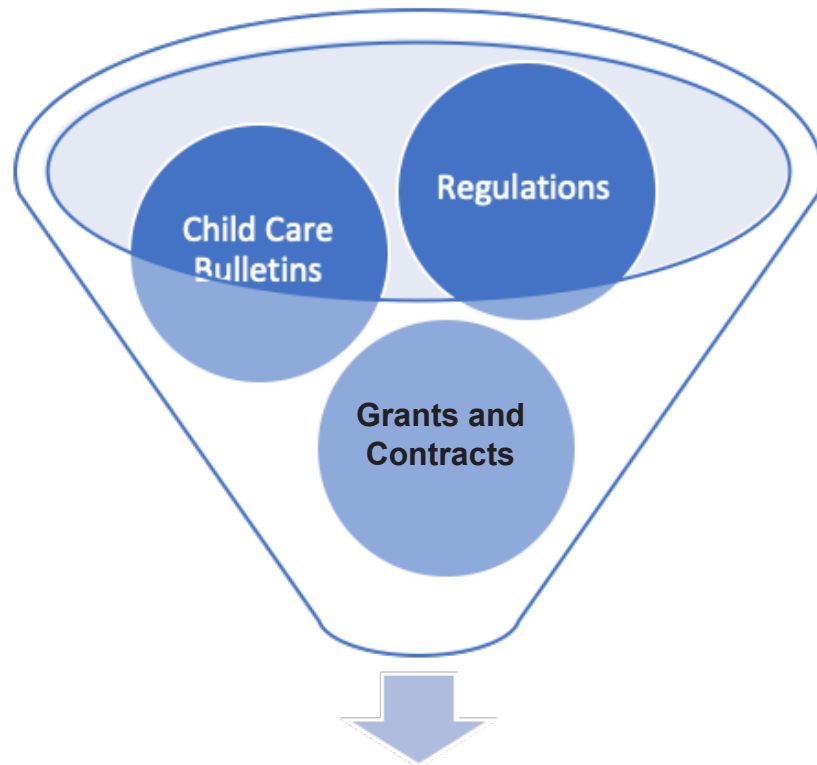 Regulations
Child Care
Bulletins
Grants and
Contracts